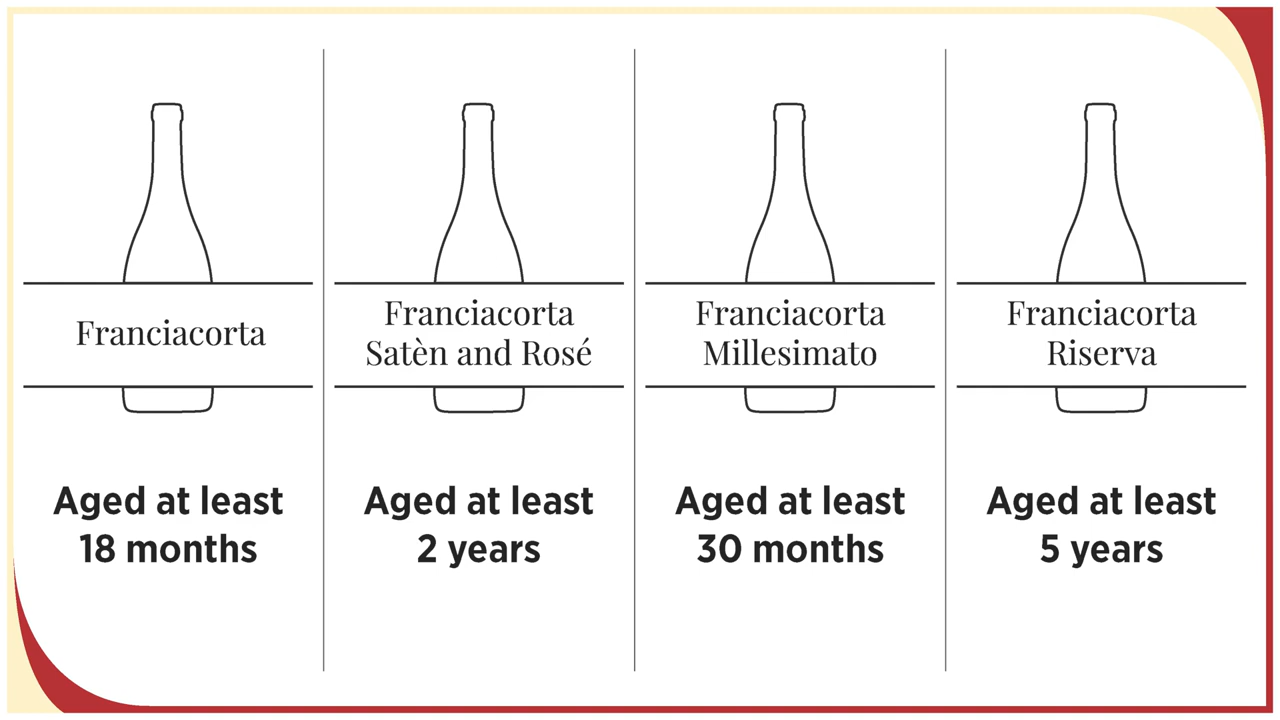 Franciacorta
Aged at least
18 months
Franciacorta
Satèn and Rosé
Aged at least
2 years
Franciacorta
Millesimato
Aged at least
30 months
Franciacorta
Riserva
Aged at least
5 years